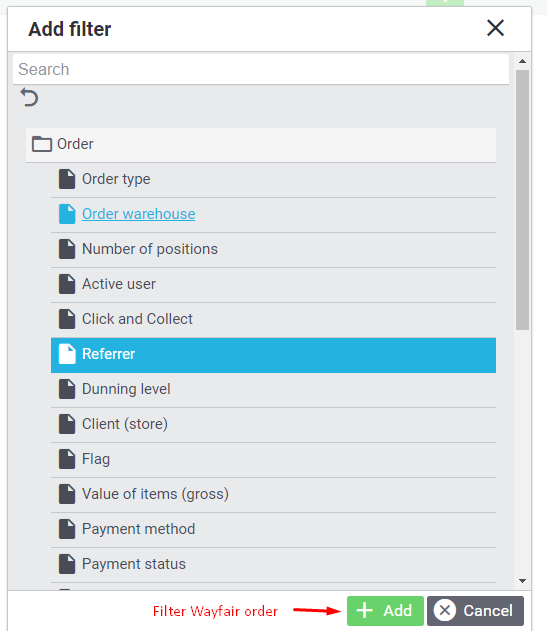 Add filter
Search
Order
Order type
Order warehouse
Number of positions
Active user
Click and Collect
Referrer
Dunning level
Client (store)
Flag
Value of items (gross)
Payment method
Payment status
Filter Wayfair order
Add
Cancel